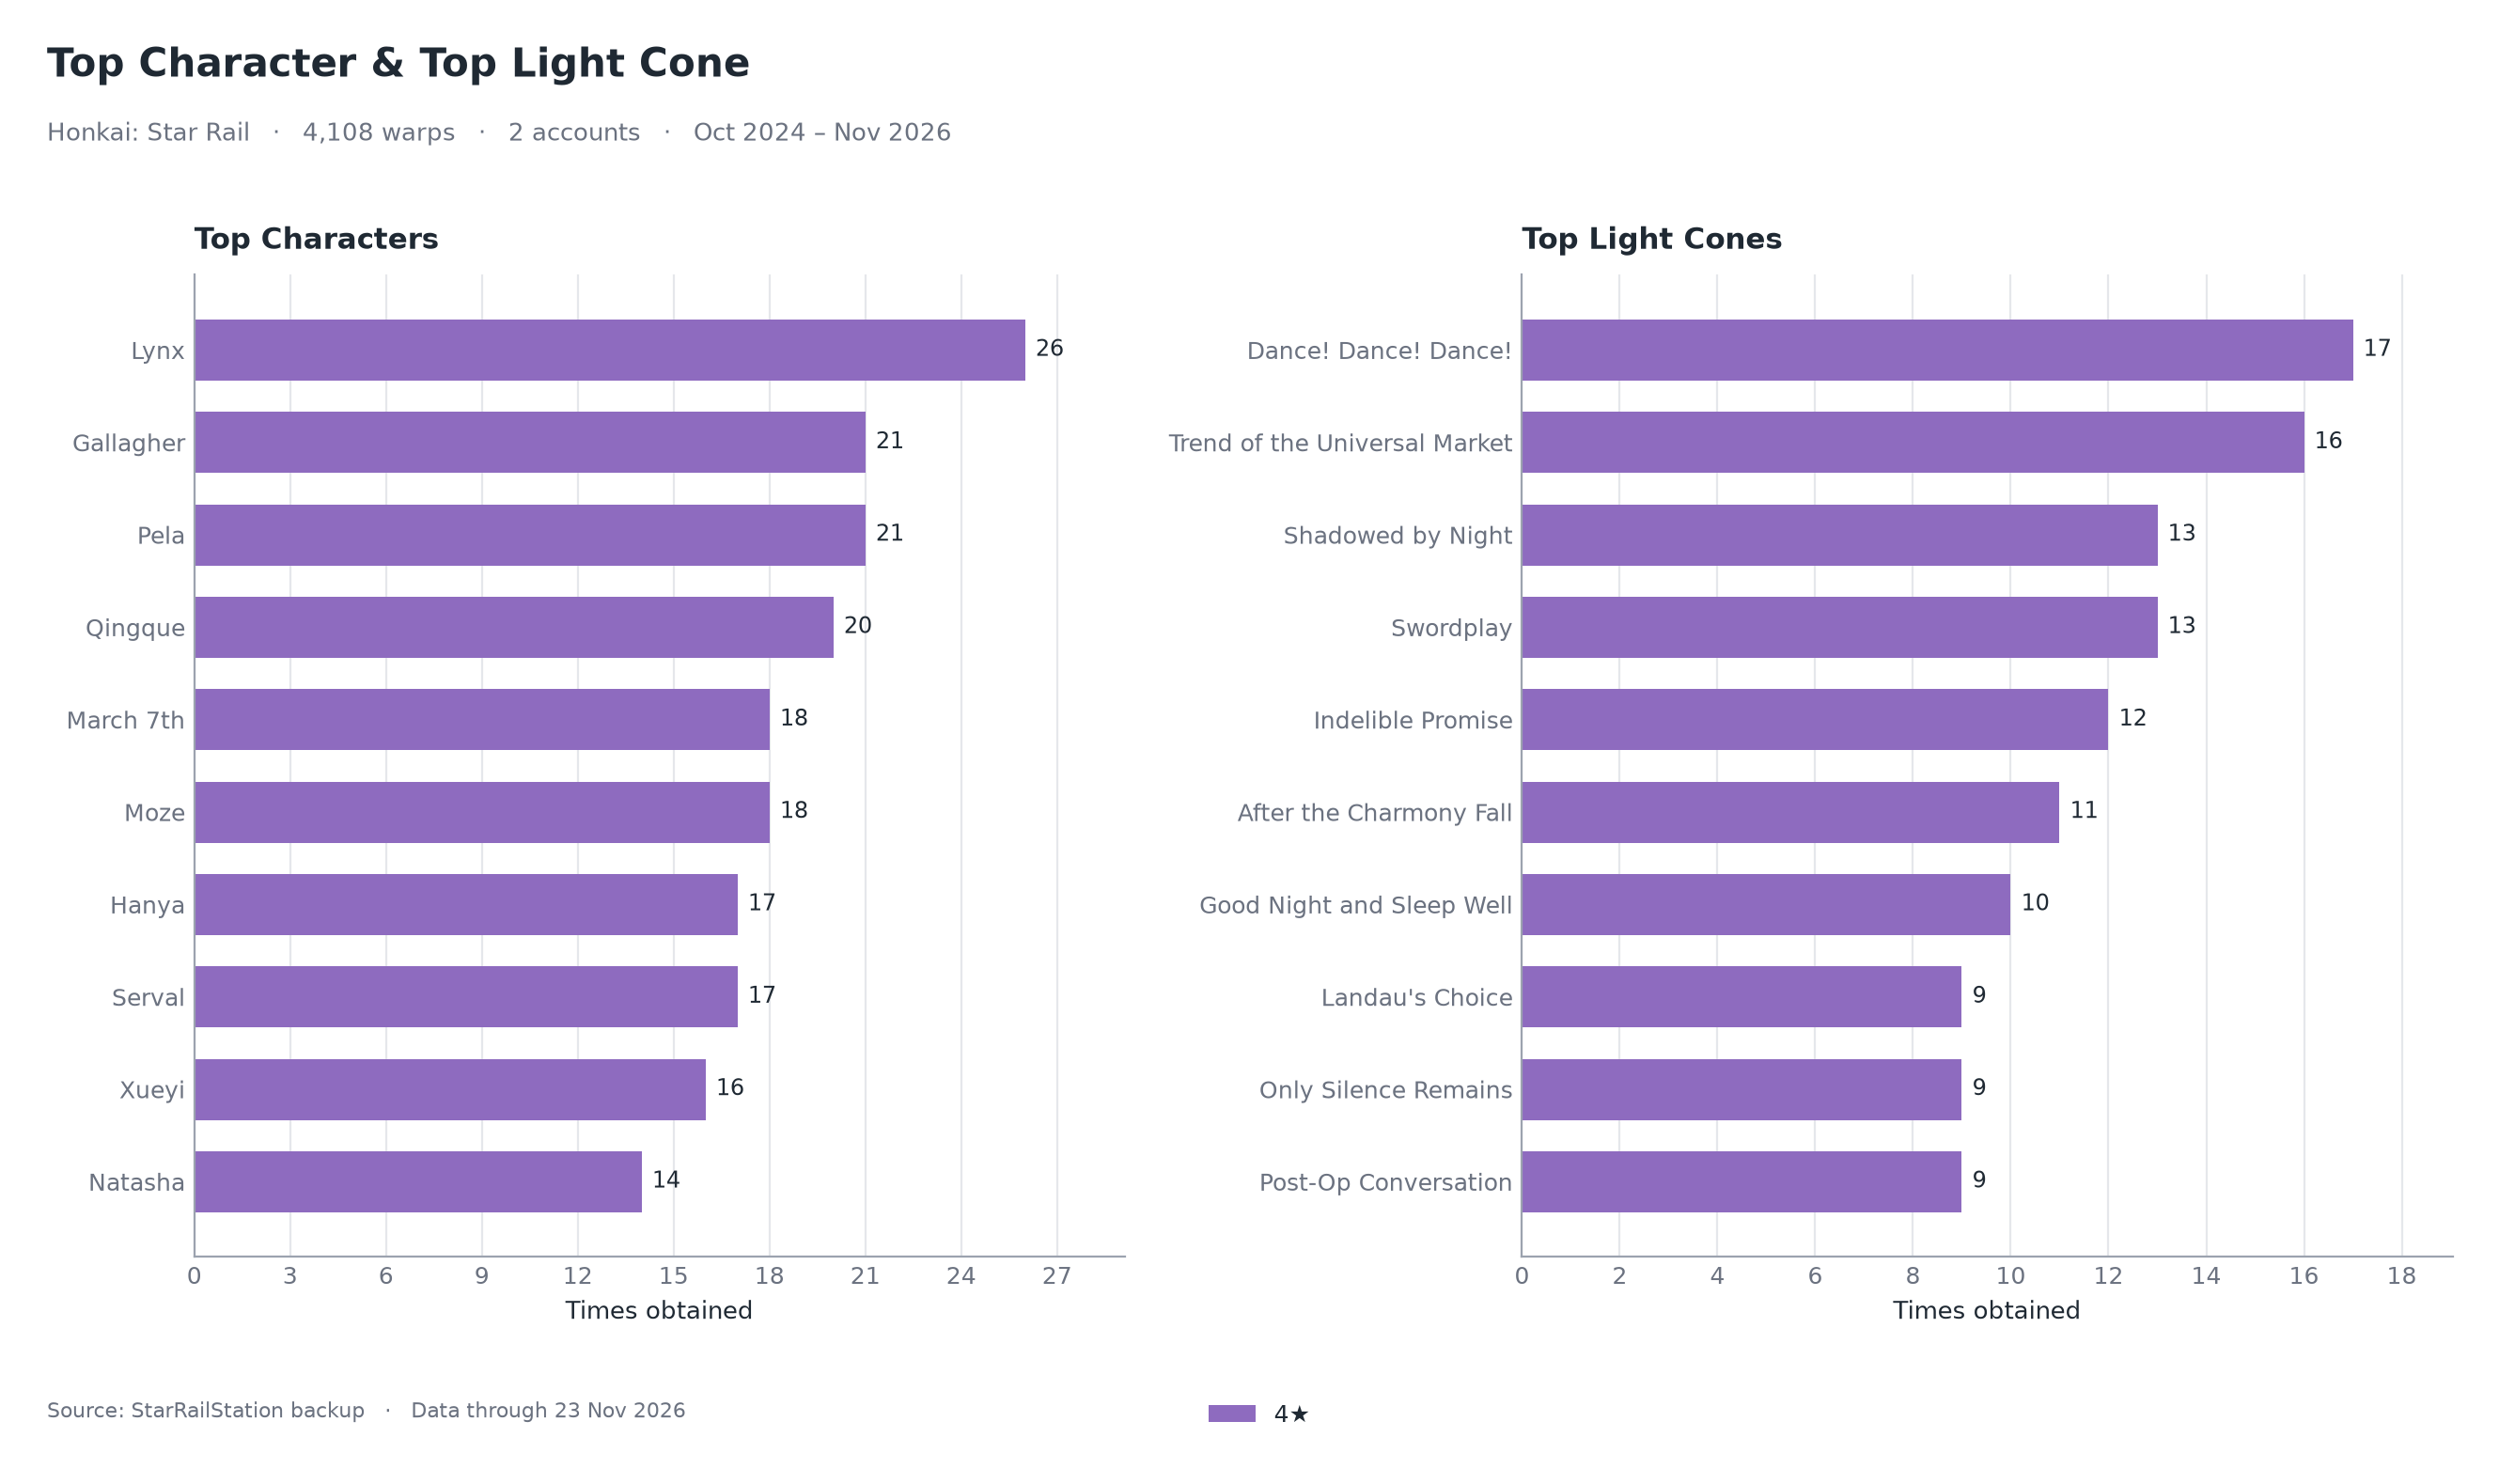 Top Character & Top Light Cone
Honkai: Star Rail · 4,108 warps · 2 accounts · Oct 2024 – Nov 2026
Top Characters
Lynx 26
Gallagher 21
Pela 21
Qingque 20
March 7th 18
Moze 18
Hanya 17
Serval 17
Xueyi 16
Natasha 14
0 3 6 9 12 15 18 21 24 27
Times obtained
Top Light Cones
Dance! Dance! Dance! 17
Trend of the Universal Market 16
Shadowed by Night 13
Swordplay 13
Indelible Promise 12
After the Charmony Fall 11
Good Night and Sleep Well 10
Landau's Choice 9
Only Silence Remains 9
Post-Op Conversation 9
0 2 4 6 8 10 12 14 16 18
Times obtained
Source: StarRailStation backup · Data through 23 Nov 2026
4★